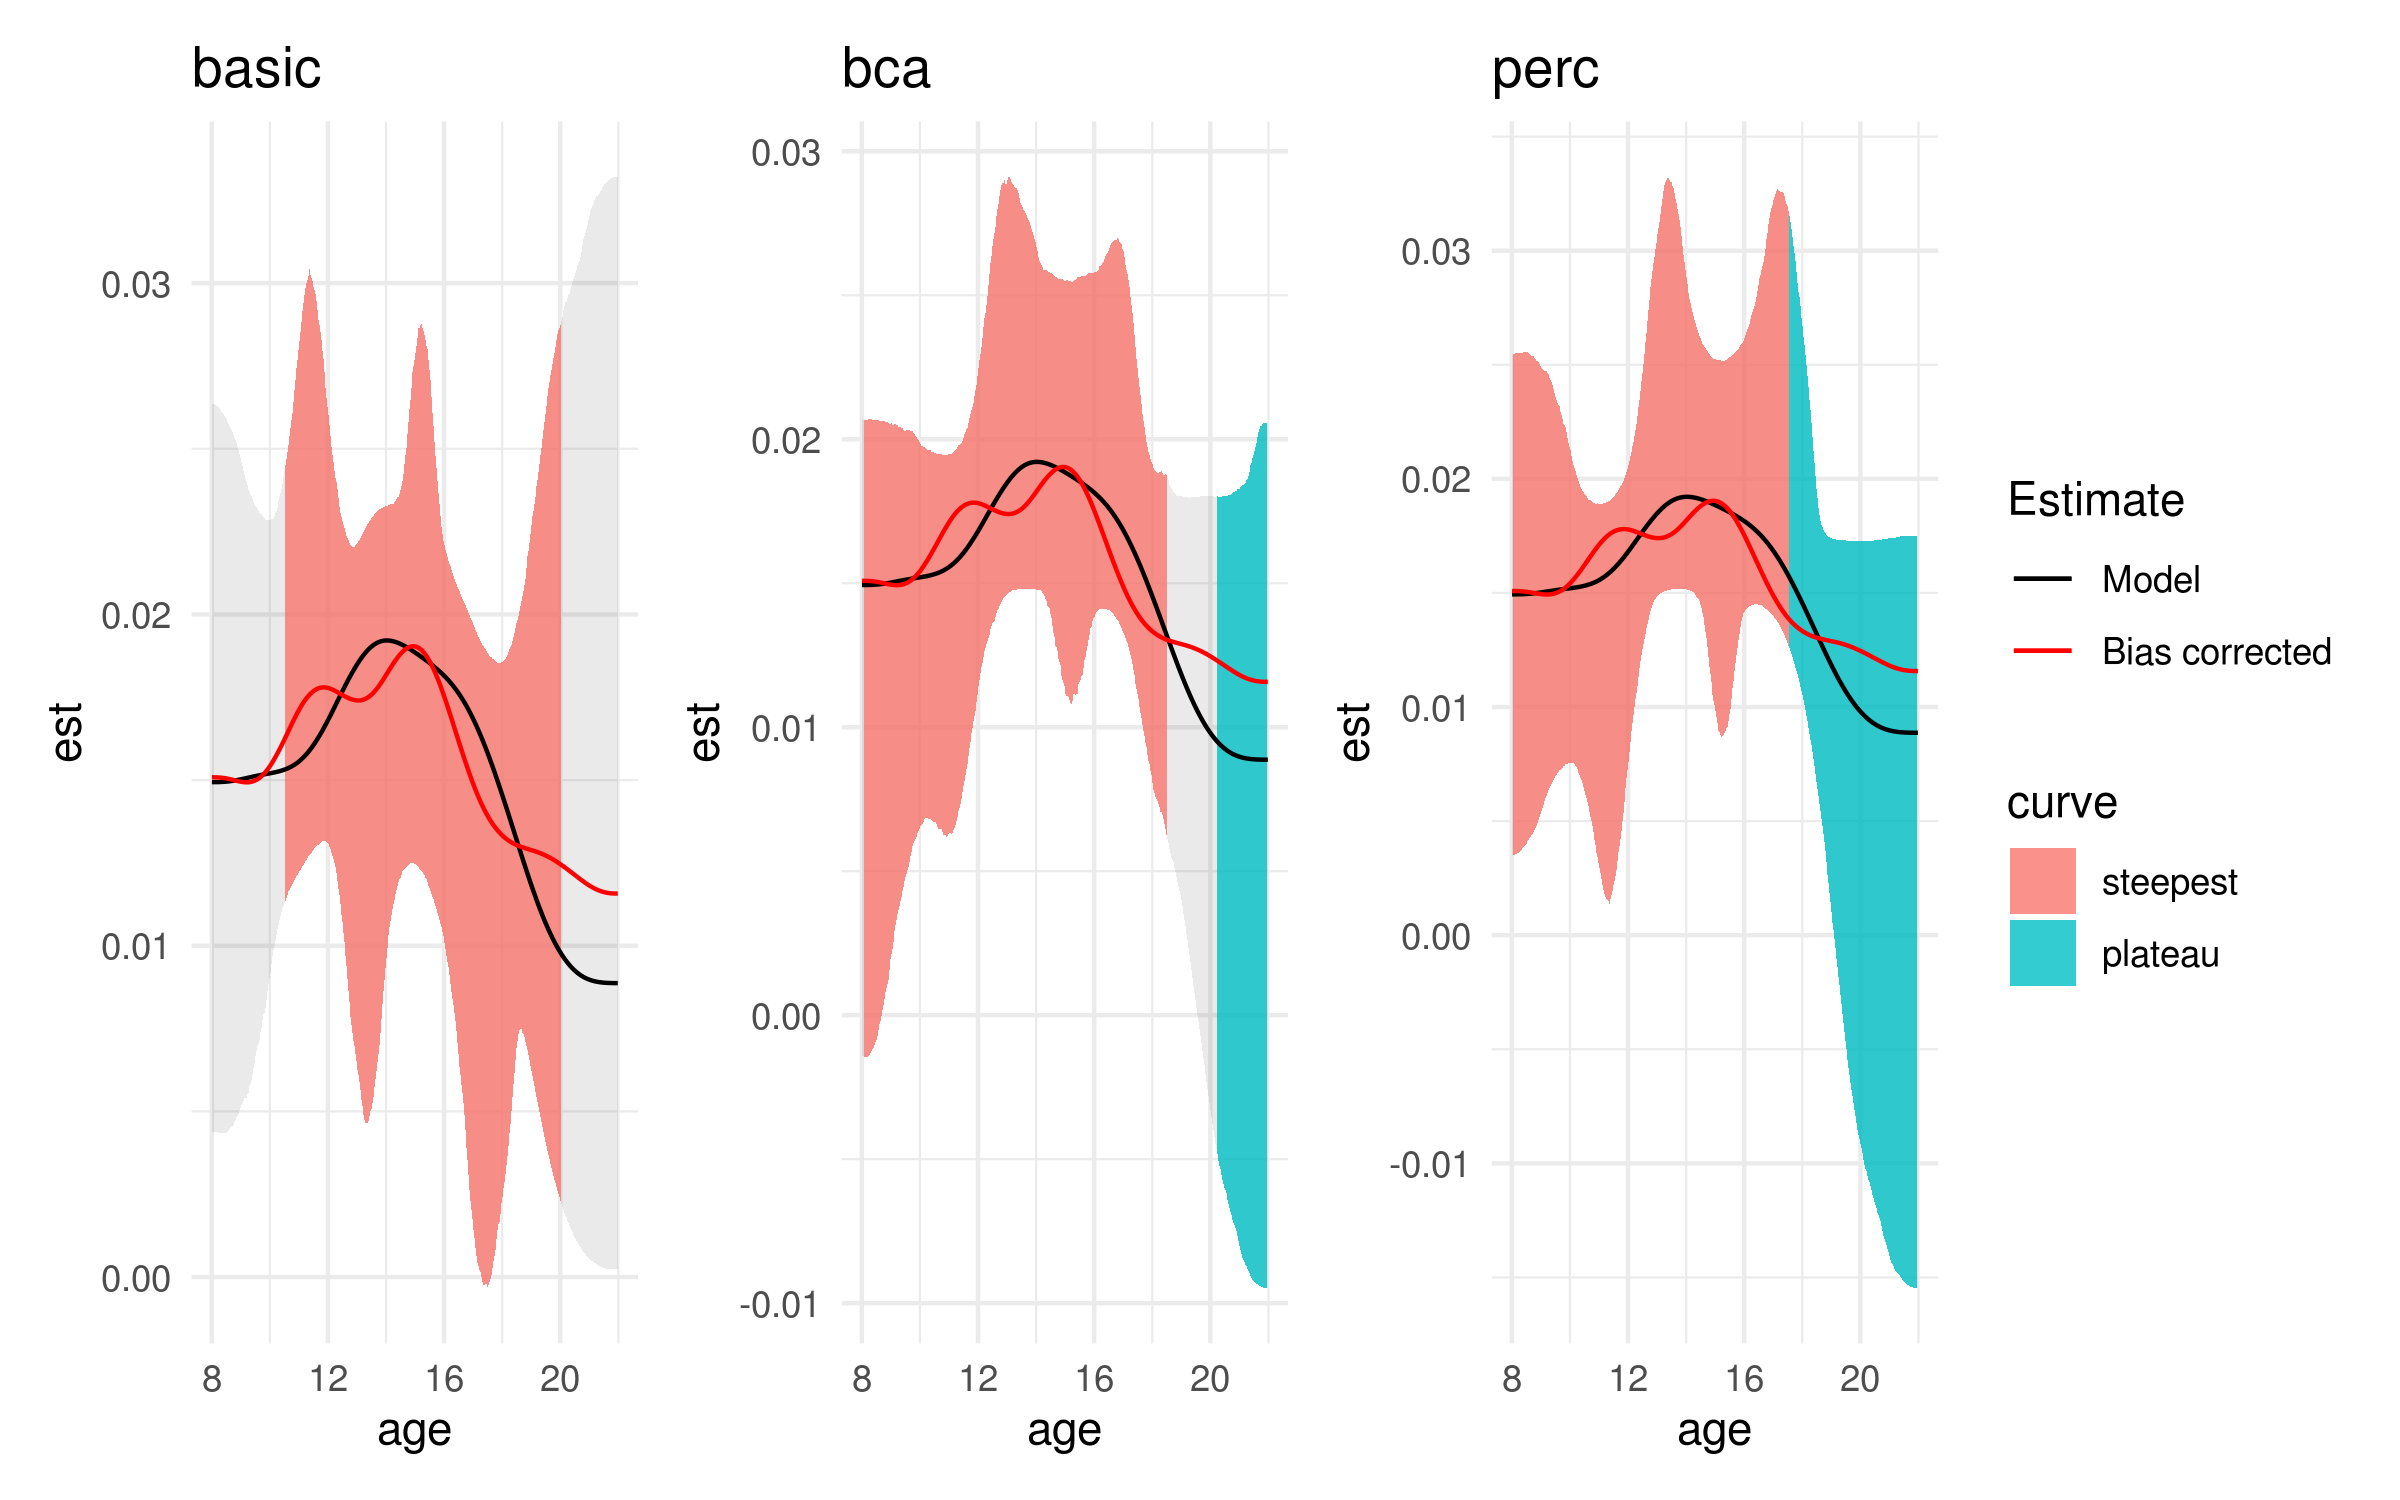 basic
0.03
0.02
0.01
0.00
est
8 12 16 20
age
bca
0.03
0.02
0.01
0.00
-0.01
est
8 12 16 20
age
perc
0.03
0.02
0.01
0.00
-0.01
est
8 12 16 20
age
Estimate
Model
Bias corrected
curve
steepest
plateau